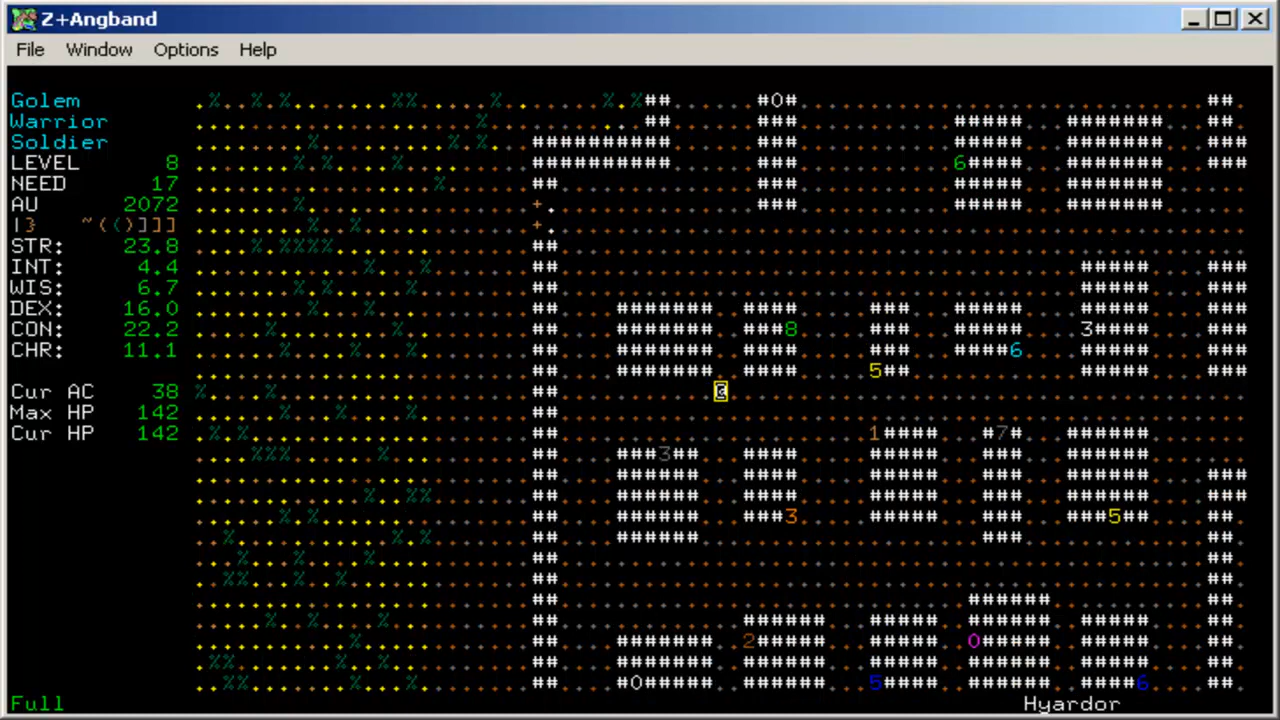 Z+Angband
File Window Options Help
Golem
Warrior
Soldier
LEVEL 8
NEED 17
AU 2072
|} ~(()]]]
STR: 23.8
INT: 4.4
WIS: 6.7
DEX: 16.0
CON: 22.2
CHR: 11.1
Cur AC 38
Max HP 142
Cur HP 142
Full
Hyardor